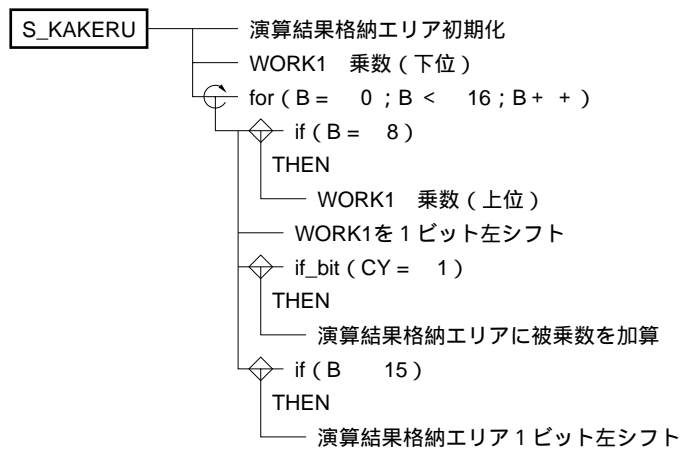 S_KAKERU 演算結果格納エリア初期化
WORK1 乗数（下位）
for（B= 0；B< 16；B++）
if（B= 8）
THEN
WORK1 乗数（上位）
WORK1を1ビット左シフト
if_bit（CY= 1）
THEN
演算結果格納エリアに被乗数を加算
if（B 15）
THEN
演算結果格納エリア1ビット左シフト